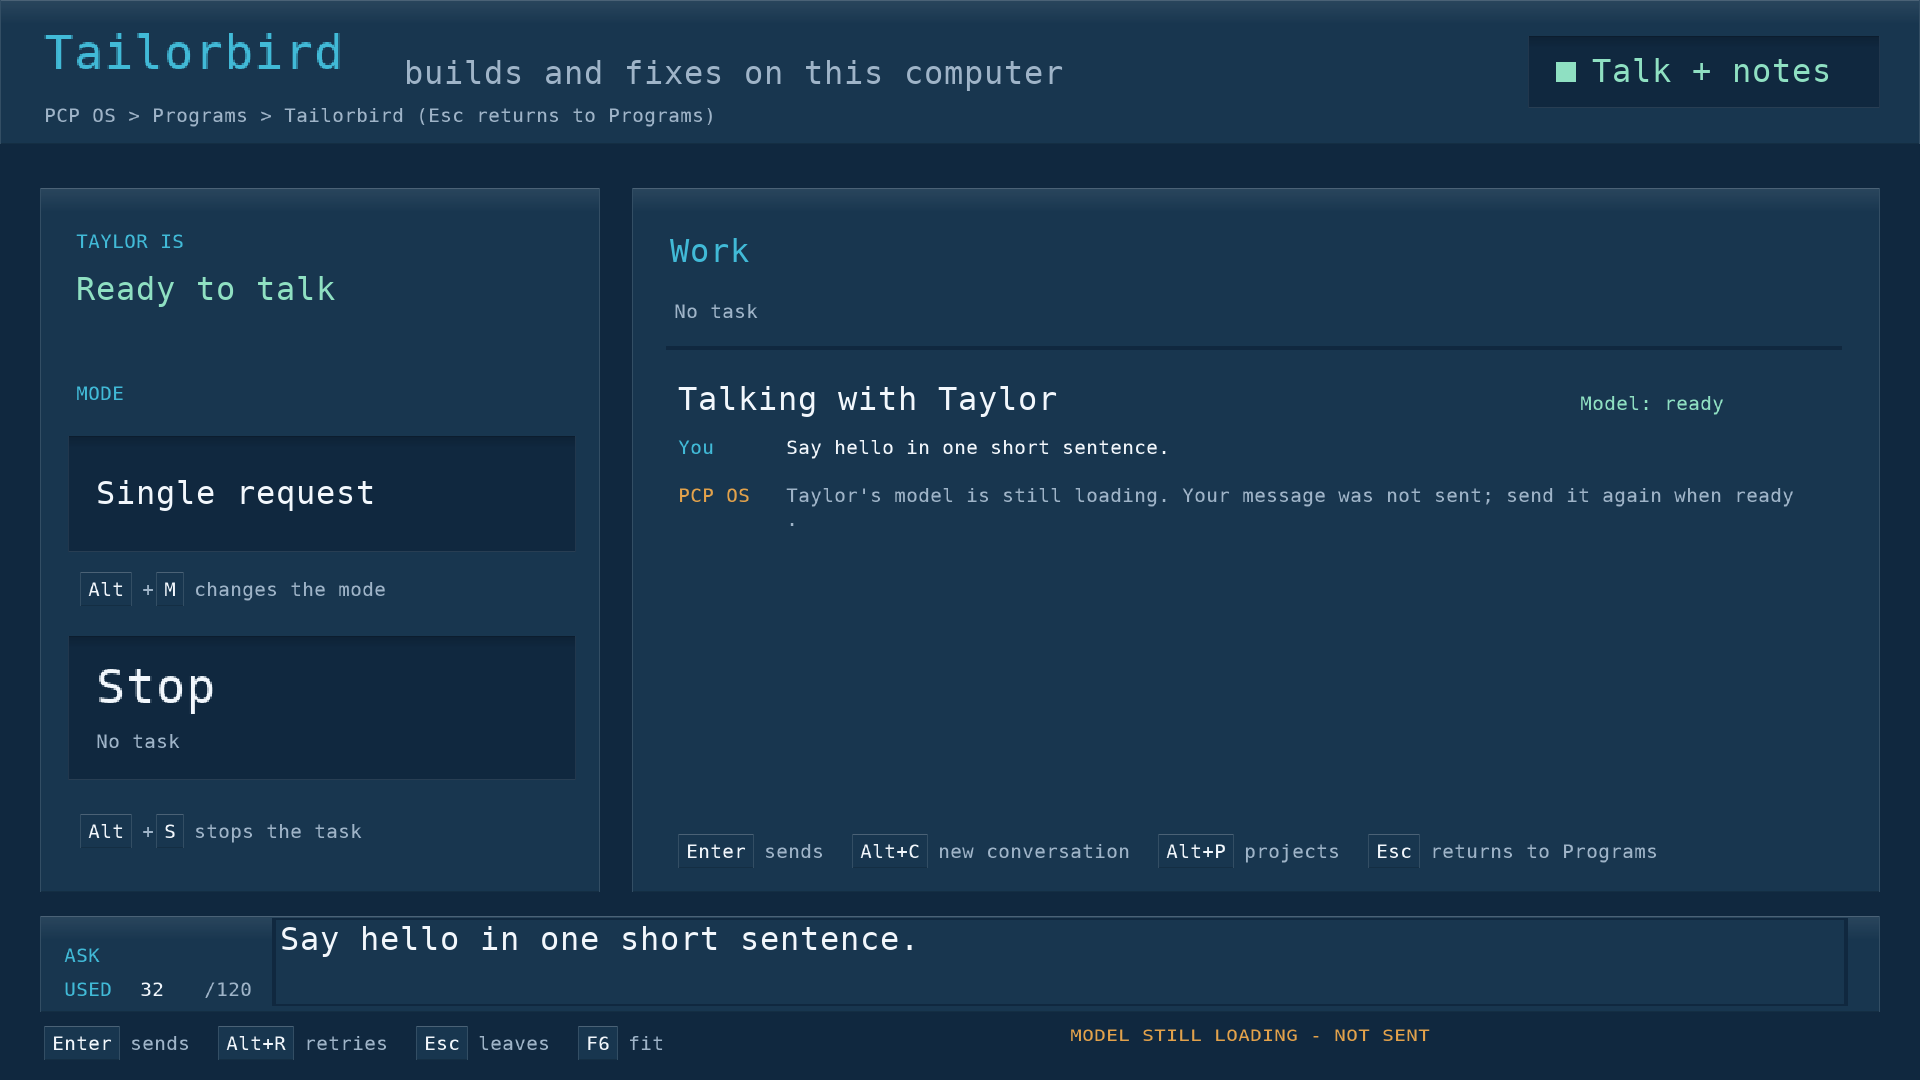 Tailorbird
builds and fixes on this computer
Talk + notes
PCP OS > Programs > Tailorbird (Esc returns to Programs)
TAYLOR IS
Ready to talk
MODE
Single request
Alt + M changes the mode
Stop
No task
Alt + S stops the task
Work
No task
Talking with Taylor
Model: ready
You Say hello in one short sentence.
PCP OS Taylor's model is still loading. Your message was not sent; send it again when ready
.
Enter sends Alt+C new conversation Alt+P projects Esc returns to Programs
ASK
Say hello in one short sentence.
USED 32 /120
Enter sends Alt+R retries Esc leaves F6 fit
MODEL STILL LOADING - NOT SENT